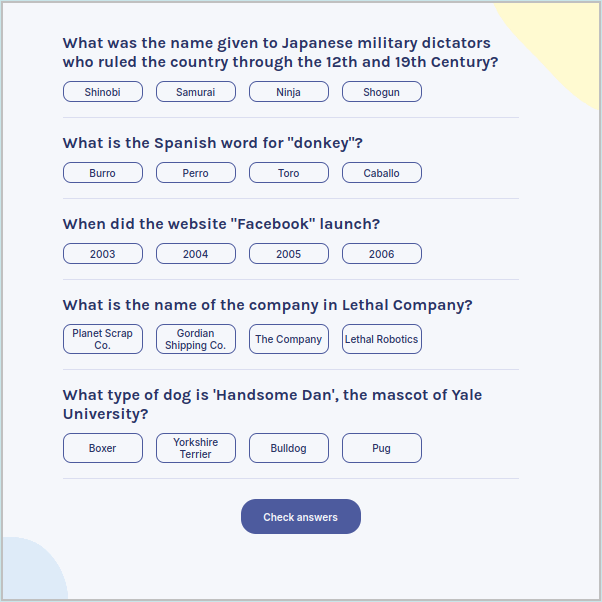 What was the name given to Japanese military dictators
who ruled the country through the 12th and 19th Century?
Shinobi Samurai Ninja Shogun
What is the Spanish word for "donkey"?
Burro Perro Toro Caballo
When did the website "Facebook" launch?
2003 2004 2005 2006
What is the name of the company in Lethal Company?
Planet Scrap
Co.
Gordian
Shipping Co.
The Company
Lethal Robotics
What type of dog is 'Handsome Dan', the mascot of Yale
University?
Boxer
Yorkshire
Terrier
Bulldog
Pug
Check answers